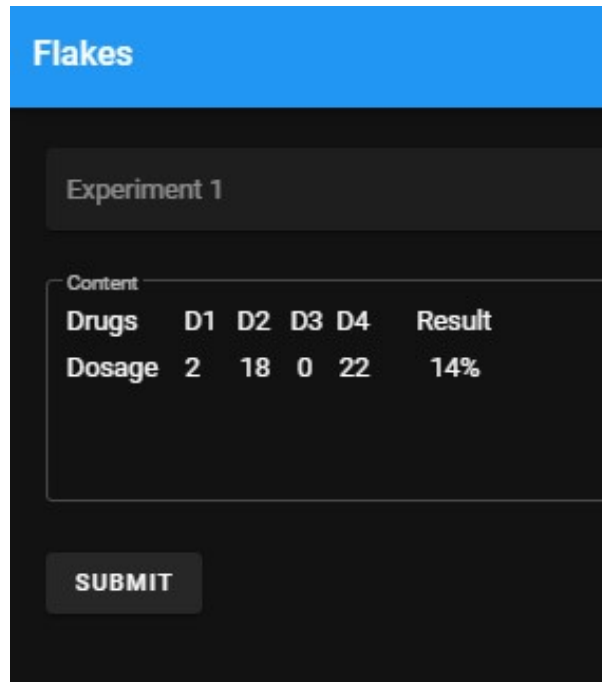 Flakes
Experiment 1
Content
Drugs D1 D2 D3 D4 Result
Dosage 2 18 0 22 14%
SUBMIT